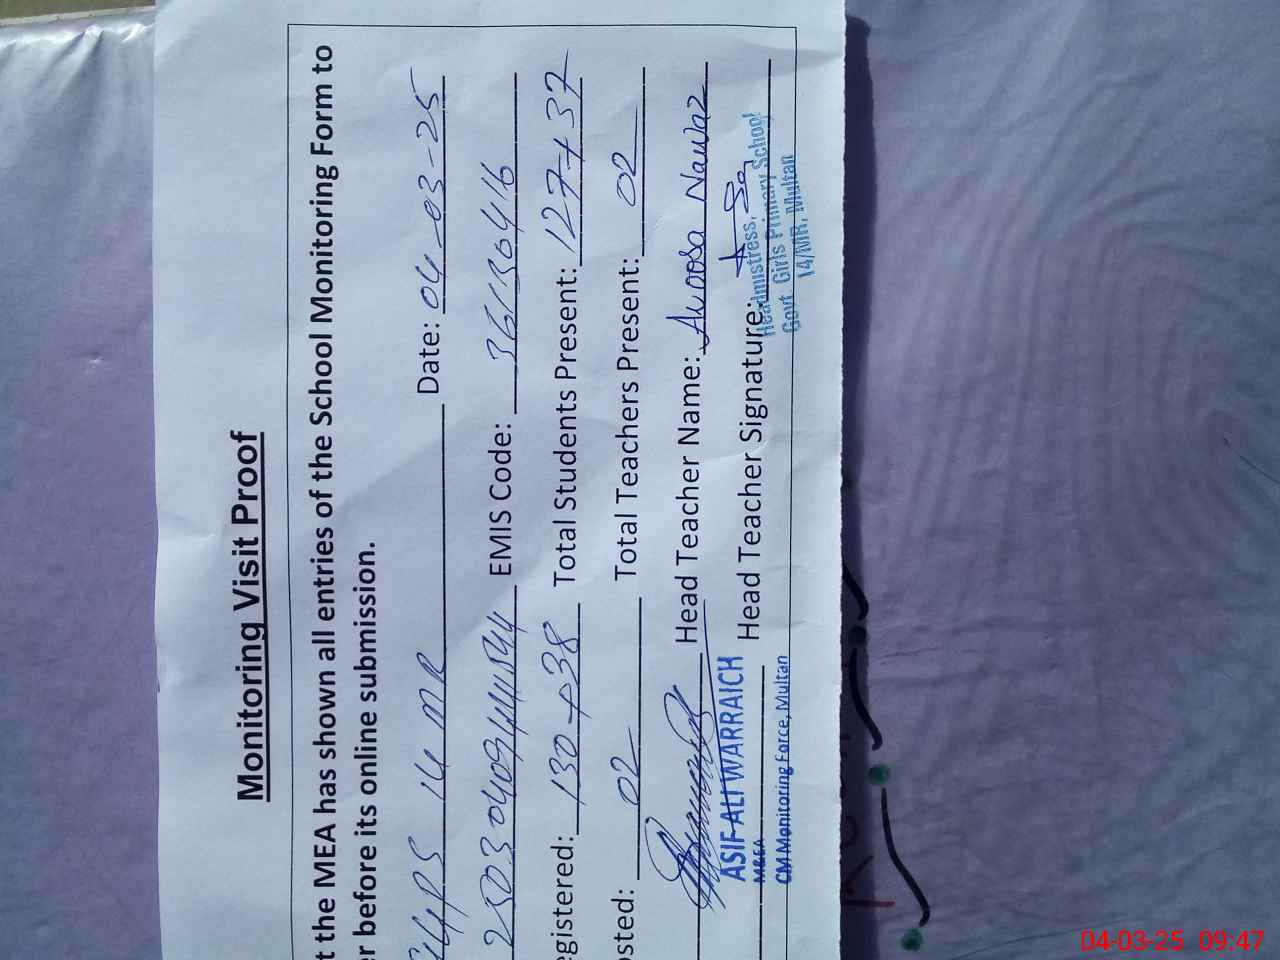 Monitoring Visit Proof
t the MEA has shown all entries of the School Monitoring Form to
r before its online submission.
GGPS 14 MR Date: 04-03-25
EMIS Code: 36130416
egistered: 130+38 Total Students Present: 127+37
osted: 02 Total Teachers Present: 02
Head Teacher Name: Aroosa Nawaz
ASIF ALI WARRAICH
M&EA
CM Monitoring Force, Multan
Head Teacher Signature:
Headmistress,
Govt Girls Primary School
14/MR, Multan
04-03-25 09:47